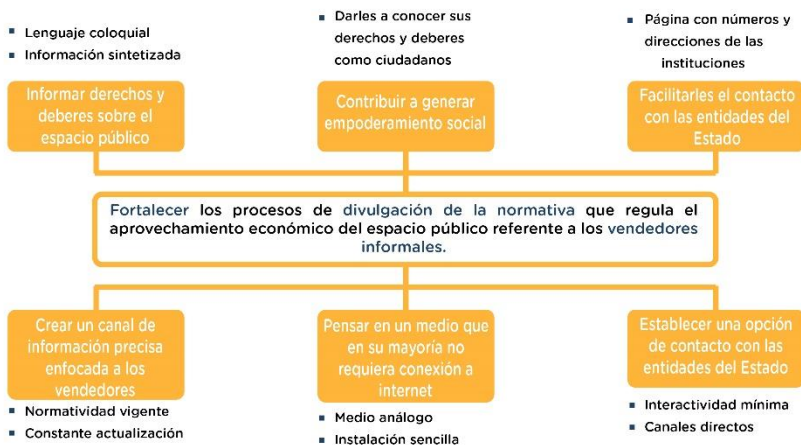 ▪ Lenguaje coloquial
▪ Información sintetizada
Informar derechos y
deberes sobre el
espacio público
▪ Darles a conocer sus
derechos y deberes
como ciudadanos
Contribuir a generar
empoderamiento social
▪ Página con números y
direcciones de las
instituciones
Facilitarles el contacto
con las entidades del
Estado
Fortalecer los procesos de divulgación de la normativa que regula el
aprovechamiento económico del espacio público referente a los vendedores
informales.
Crear un canal de
información precisa
enfocada a los
vendedores
▪ Normatividad vigente
▪ Constante actualización
Pensar en un medio que
en su mayoría no
requiera conexión a
internet
▪ Medio análogo
▪ Instalación sencilla
Establecer una opción
de contacto con las
entidades del Estado
▪ Interactividad mínima
▪ Canales directos